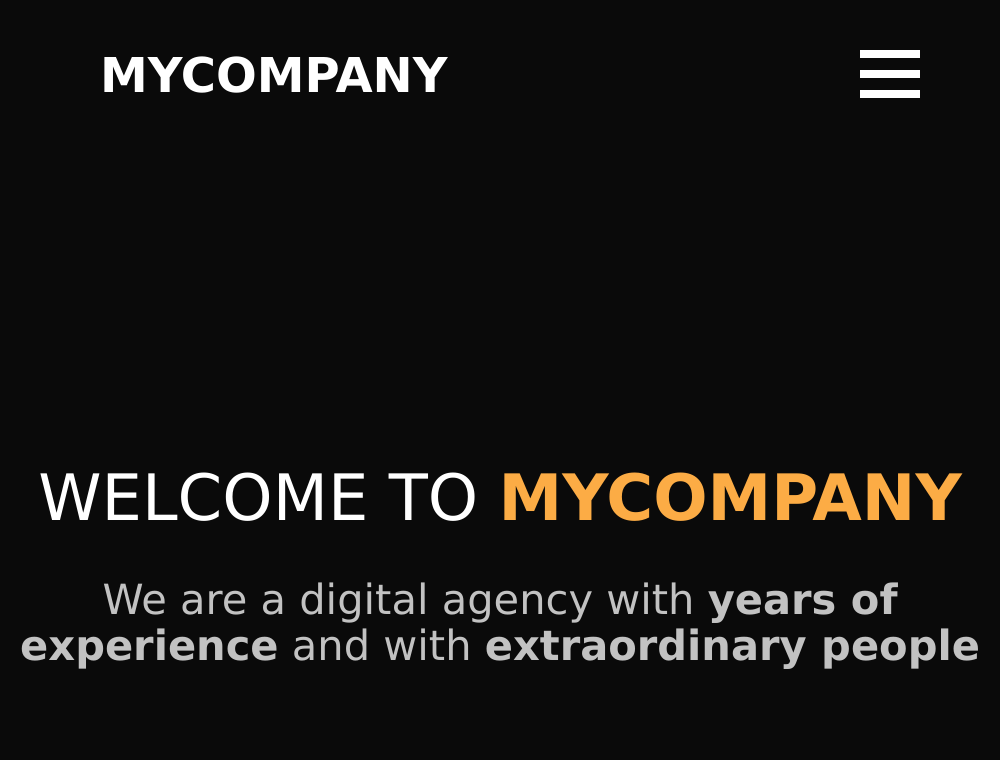 MYCOMPANY
WELCOME TO MYCOMPANY
We are a digital agency with years of
experience and with extraordinary people